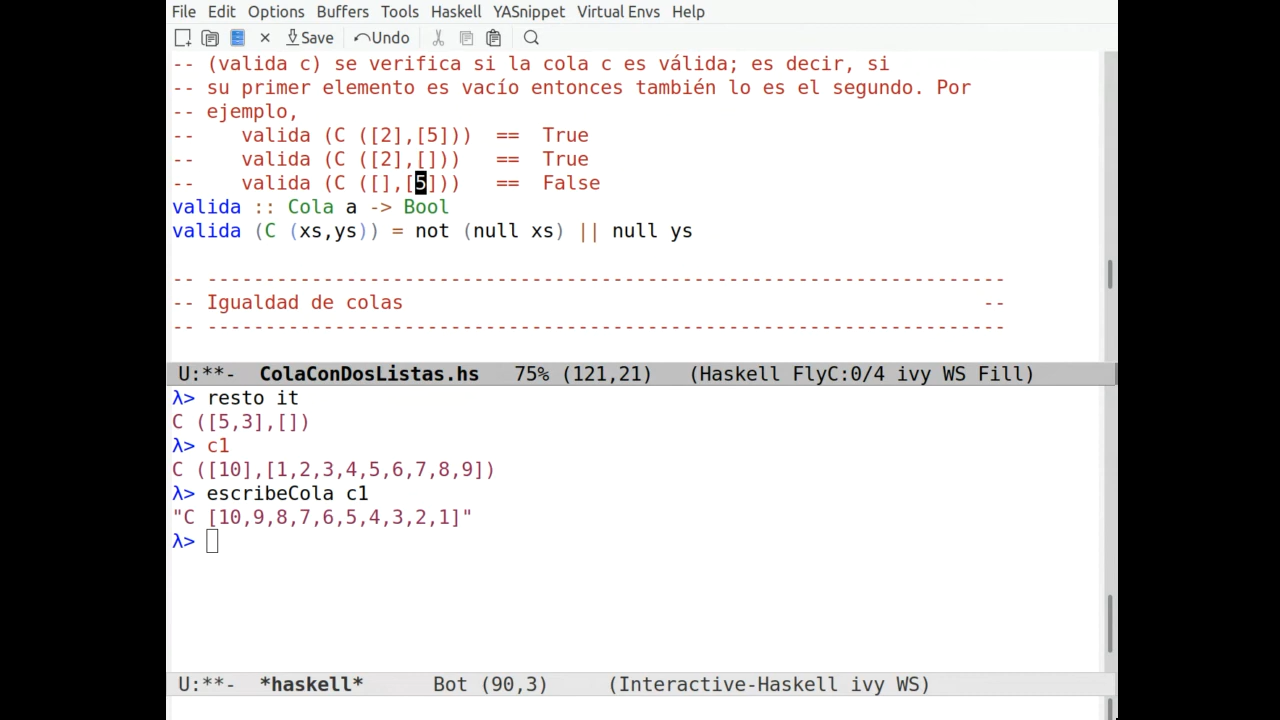 File Edit Options Buffers Tools Haskell YASnippet Virtual Envs Help
Save Undo
-- (valida c) se verifica si la cola c es válida; es decir, si
-- su primer elemento es vacío entonces también lo es el segundo. Por
-- ejemplo,
--    valida (C ([2],[5]))  ==  True
--    valida (C ([2],[]))   ==  True
--    valida (C ([],[5]))   ==  False
valida :: Cola a -> Bool
valida (C (xs,ys)) = not (null xs) || null ys
-- ---------------------------------------------------------------------
-- Igualdad de colas                                                  --
-- ---------------------------------------------------------------------
U:**-  ColaConDosListas.hs   75% (121,21)   (Haskell FlyC:0/4 ivy WS Fill)
λ> resto it
C ([5,3],[])
λ> c1
C ([10],[1,2,3,4,5,6,7,8,9])
λ> escribeCola c1
"C [10,9,8,7,6,5,4,3,2,1]"
λ>
U:**-  *haskell*      Bot (90,3)     (Interactive-Haskell ivy WS)